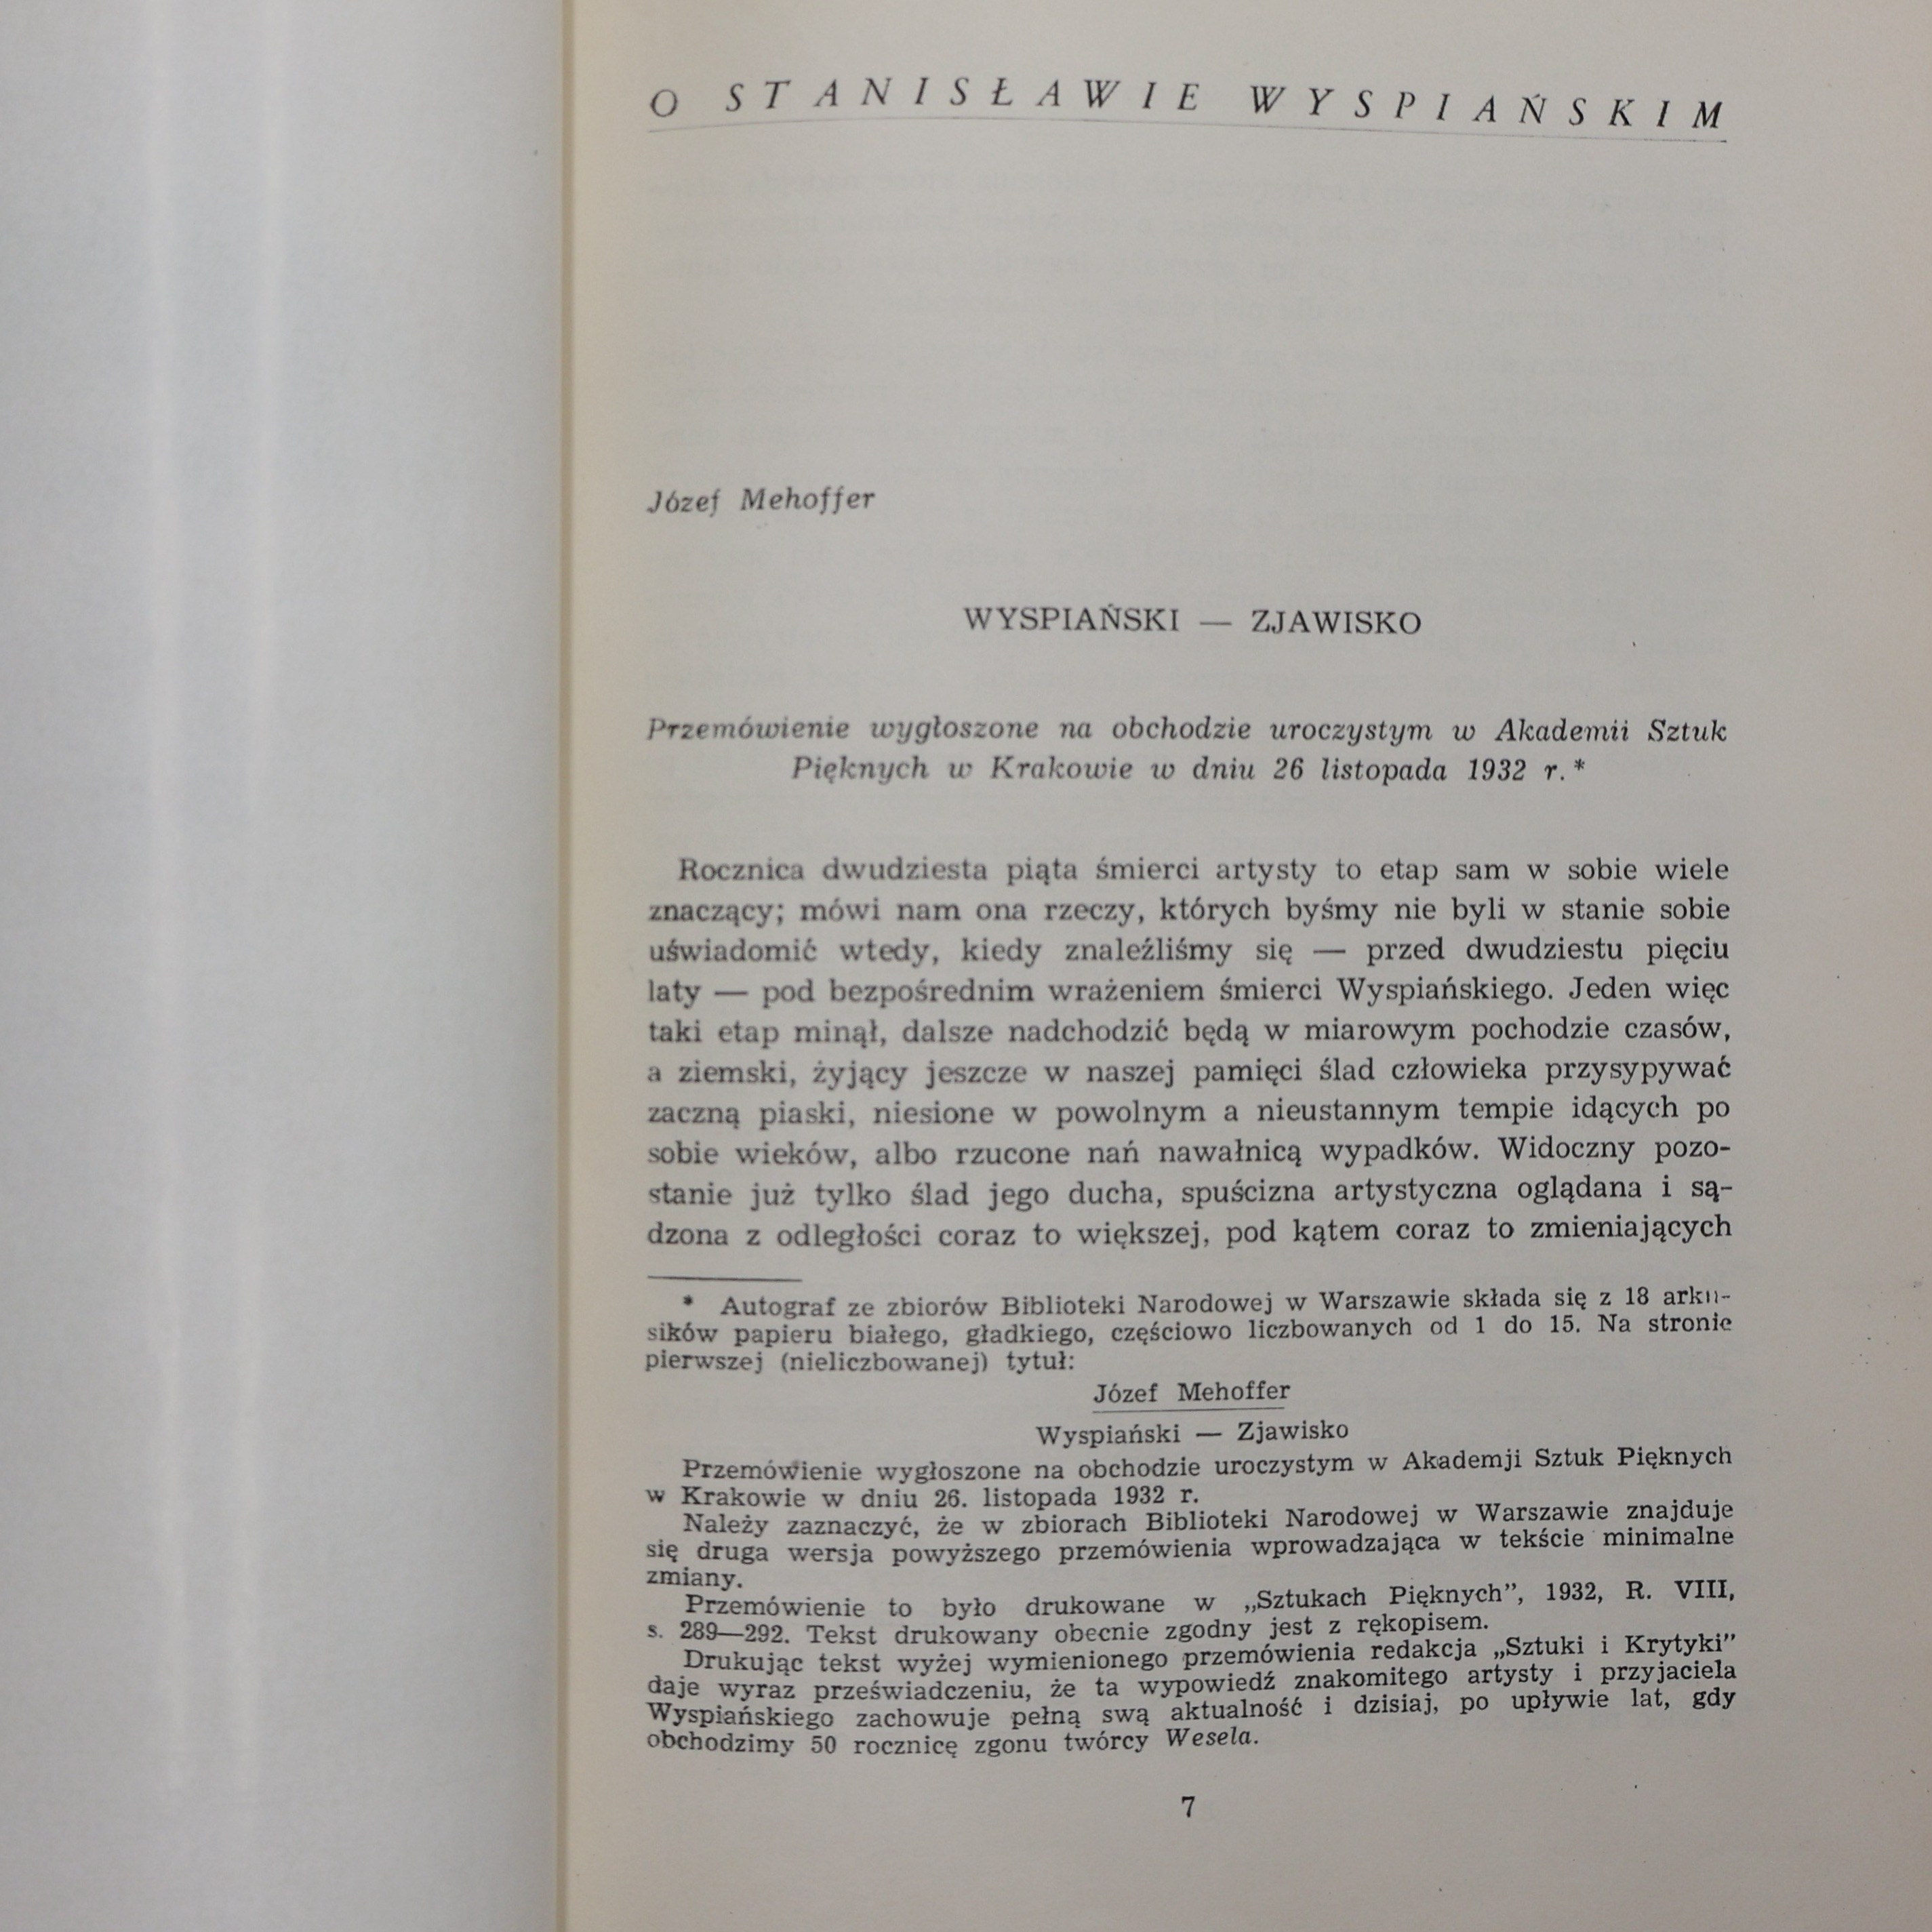 O STANISŁAWIE WYSPIAŃSKIM
Józef Mehoffer
WYSPIAŃSKI — ZJAWISKO
Przemówienie wygłoszone na obchodzie uroczystym w Akademii Sztuk
Pięknych w Krakowie w dniu 26 listopada 1932 r.*
Rocznica dwudziesta piąta śmierci artysty to etap sam w sobie wiele
znaczący; mówi nam ona rzeczy, których byśmy nie byli w stanie sobie
uświadomić wtedy, kiedy znaleźliśmy się — przed dwudziestu pięciu
laty — pod bezpośrednim wrażeniem śmierci Wyspiańskiego. Jeden więc
taki etap minął, dalsze nadchodzić będą w miarowym pochodzie czasów,
a ziemski, żyjący jeszcze w naszej pamięci ślad człowieka przysypywać
zaczną piaski, niesione w powolnym a nieustannym tempie idących po
sobie wieków, albo rzucone nań nawałnicą wypadków. Widoczny pozo-
stanie już tylko ślad jego ducha, spuścizna artystyczna oglądana i są-
dzona z odległości coraz to większej, pod kątem coraz to zmieniających
* Autograf ze zbiorów Biblioteki Narodowej w Warszawie składa się z 18 arku-
sików papieru białego, gładkiego, częściowo liczbowanych od 1 do 15. Na stronie
pierwszej (nieliczbowanej) tytuł:
Józef Mehoffer
Wyspiański — Zjawisko
Przemówienie wygłoszone na obchodzie uroczystym w Akademji Sztuk Pięknych
w Krakowie w dniu 26. listopada 1932 r.
Należy zaznaczyć, że w zbiorach Biblioteki Narodowej w Warszawie znajduje
się druga wersja powyższego przemówienia wprowadzająca w tekście minimalne
zmiany.
Przemówienie to było drukowane w „Sztukach Pięknych”, 1932, R. VIII,
s. 289—292. Tekst drukowany obecnie zgodny jest z rękopisem.
Drukując tekst wyżej wymienionego przemówienia redakcja „Sztuki i Krytyki”
daje wyraz przeświadczeniu, że ta wypowiedź znakomitego artysty i przyjaciela
Wyspiańskiego zachowuje pełną swą aktualność i dzisiaj, po upływie lat, gdy
obchodzimy 50 rocznicę zgonu twórcy Wesela.
7